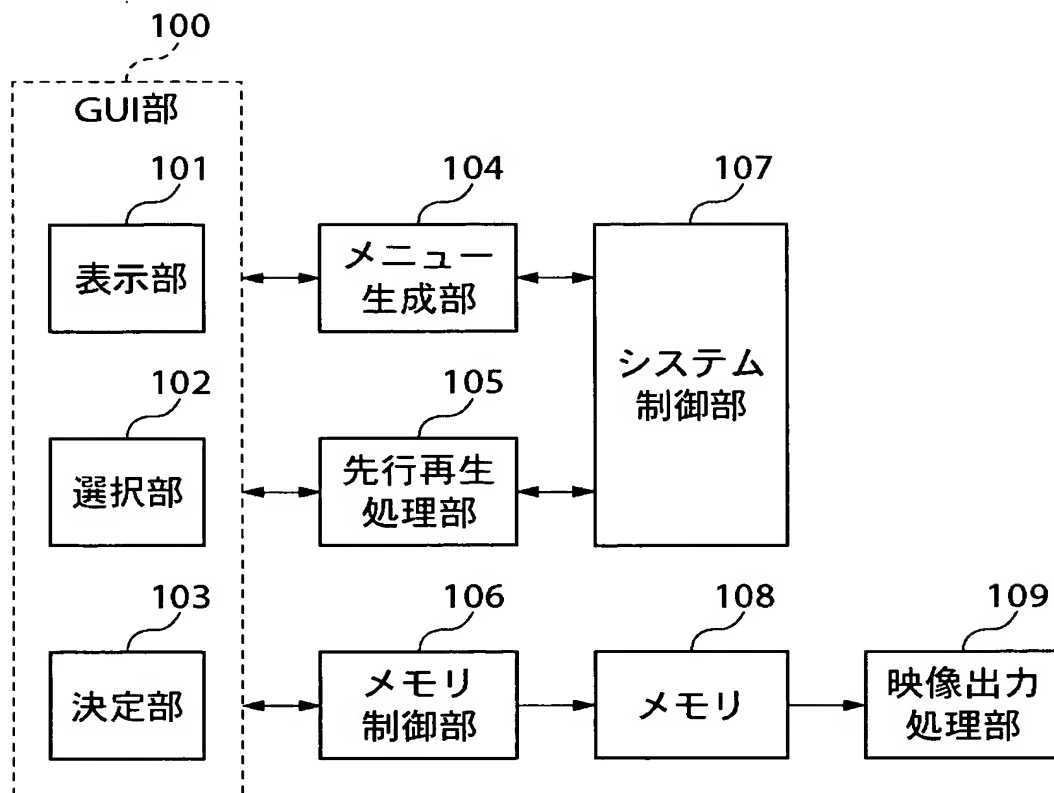 100
GUI部
101
104
107
表示部
メニュー
生成部
システム
制御部
102
105
選択部
先行再生
処理部
103
106
108
109
決定部
メモリ
制御部
メモリ
映像出力
処理部